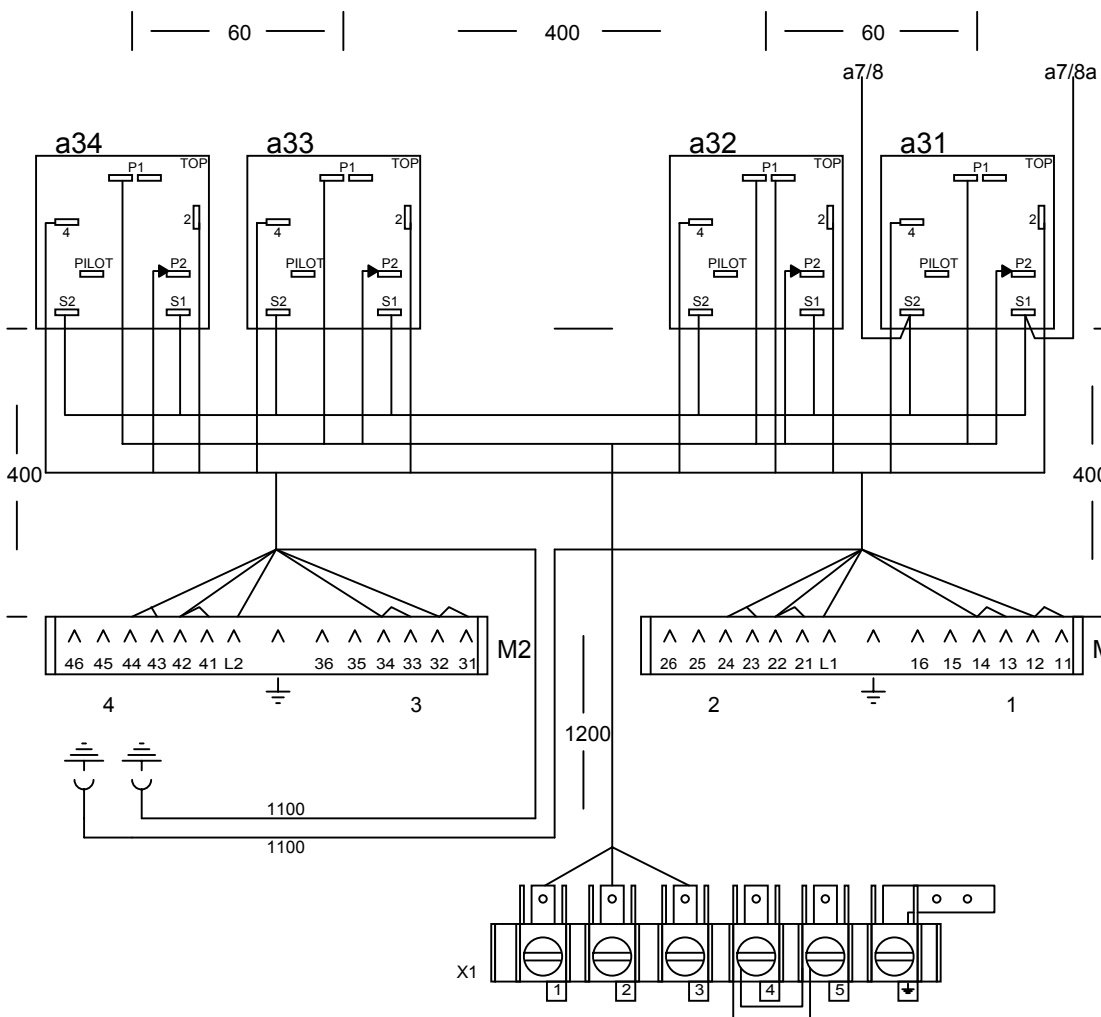 60 400 60
a7/8 a7/8a
a34 a33 a32 a31
P1 TOP P1 TOP P1 TOP P1 TOP
4 2 4 2 4 2 4 2
PILOT P2 PILOT P2 PILOT P2 PILOT P2
S2 S1 S2 S1 S2 S1 S2 S1
400 400
46 45 44 43 42 41 L2 36 35 34 33 32 31 M2 26 25 24 23 22 21 L1 16 15 14 13 12 11 M
4 3 2 1
1200
1100
1100
X1 1 2 3 4 5